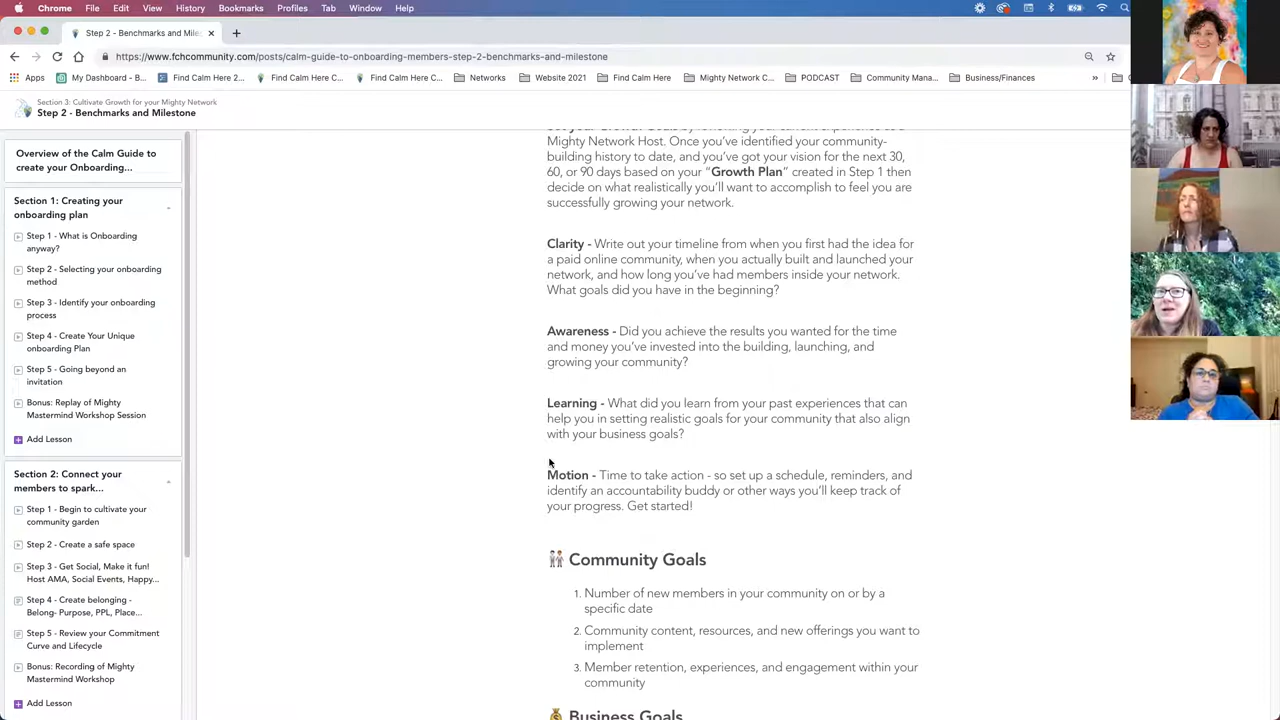 Chrome File Edit View History Bookmarks Profiles Tab Window Help
Step 2 - Benchmarks and Miles
https://www.fchcommunity.com/posts/calm-guide-to-onboarding-members-step-2-benchmarks-and-milestone
Apps My Dashboard - B... Find Calm Here 2... Find Calm Here C... Find Calm Here C... Networks Website 2021 Find Calm Here Mighty Network C... PODCAST Community Mana... Business/Finances »
Section 3: Cultivate Growth for your Mighty Network
Step 2 - Benchmarks and Milestone
Overview of the Calm Guide to
create your Onboarding...
Section 1: Creating your
onboarding plan
Step 1 - What is Onboarding
anyway?
Step 2 - Selecting your onboarding
method
Step 3 - Identify your onboarding
process
Step 4 - Create Your Unique
onboarding Plan
Step 5 - Going beyond an
invitation
Bonus: Replay of Mighty
Mastermind Workshop Session
Add Lesson
Section 2: Connect your
members to spark...
Step 1 - Begin to cultivate your
community garden
Step 2 - Create a safe space
Step 3 - Get Social, Make it fun!
Host AMA, Social Events, Happy...
Step 4 - Create belonging -
Belong- Purpose, PPL, Place...
Step 5 - Review your Commitment
Curve and Lifecycle
Bonus: Recording of Mighty
Mastermind Workshop
Add Lesson
Mighty Network Host. Once you've identified your community-
building history to date, and you've got your vision for the next 30,
60, or 90 days based on your "Growth Plan" created in Step 1 then
decide on what realistically you'll want to accomplish to feel you are
successfully growing your network.
Clarity - Write out your timeline from when you first had the idea for
a paid online community, when you actually built and launched your
network, and how long you've had members inside your network.
What goals did you have in the beginning?
Awareness - Did you achieve the results you wanted for the time
and money you've invested into the building, launching, and
growing your community?
Learning - What did you learn from your past experiences that can
help you in setting realistic goals for your community that also align
with your business goals?
Motion - Time to take action - so set up a schedule, reminders, and
identify an accountability buddy or other ways you'll keep track of
your progress. Get started!
Community Goals
1. Number of new members in your community on or by a
specific date
2. Community content, resources, and new offerings you want to
implement
3. Member retention, experiences, and engagement within your
community
Business Goals